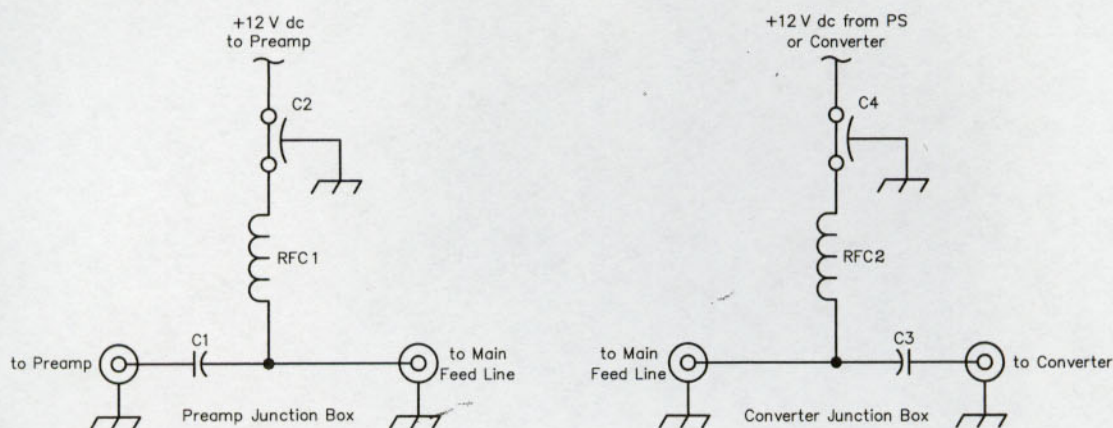 +12 V dc
to Preamp
C2
RFC1
C1
to Preamp
to Main
Feed Line
Preamp Junction Box
+12 V dc from PS
or Converter
C4
RFC2
C3
to Main
Feed Line
to Converter
Converter Junction Box